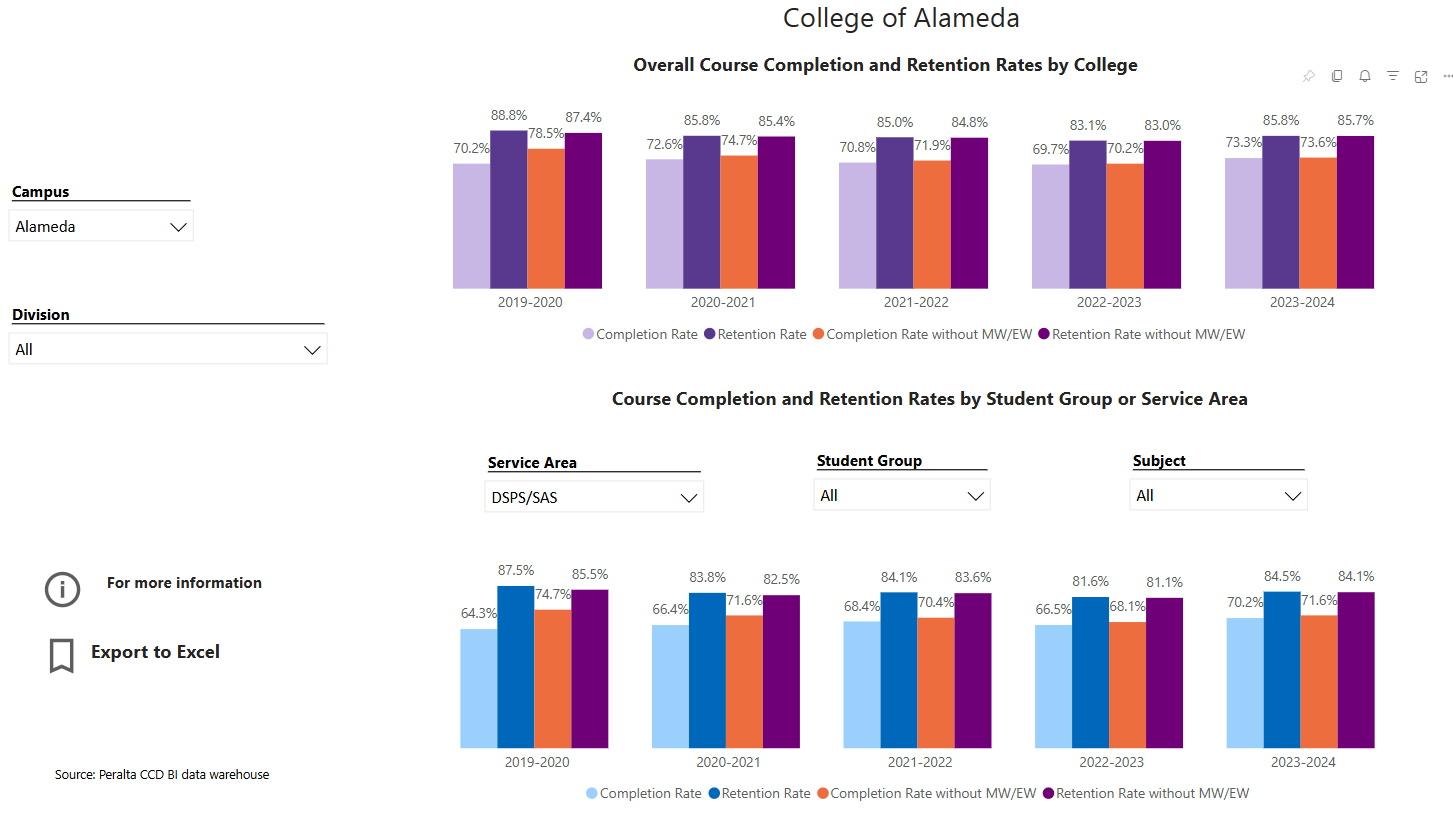 College of Alameda
Overall Course Completion and Retention Rates by College
88.8% 87.4% 85.8% 85.4% 85.0% 84.8% 83.1% 83.0% 85.8% 85.7%
70.2% 78.5% 72.6% 74.7% 70.8% 71.9% 69.7% 70.2% 73.3% 73.6%
2019-2020 2020-2021 2021-2022 2022-2023 2023-2024
Completion Rate Retention Rate Completion Rate without MW/EW Retention Rate without MW/EW
Campus
Alameda
Division
All
Course Completion and Retention Rates by Student Group or Service Area
Service Area Student Group Subject
DSPS/SAS All All
87.5% 85.5% 83.8% 82.5% 84.1% 83.6% 81.6% 81.1% 84.5% 84.1%
64.3% 74.7% 66.4% 71.6% 68.4% 70.4% 66.5% 68.1% 70.2% 71.6%
2019-2020 2020-2021 2021-2022 2022-2023 2023-2024
Completion Rate Retention Rate Completion Rate without MW/EW Retention Rate without MW/EW
For more information
Export to Excel
Source: Peralta CCD BI data warehouse